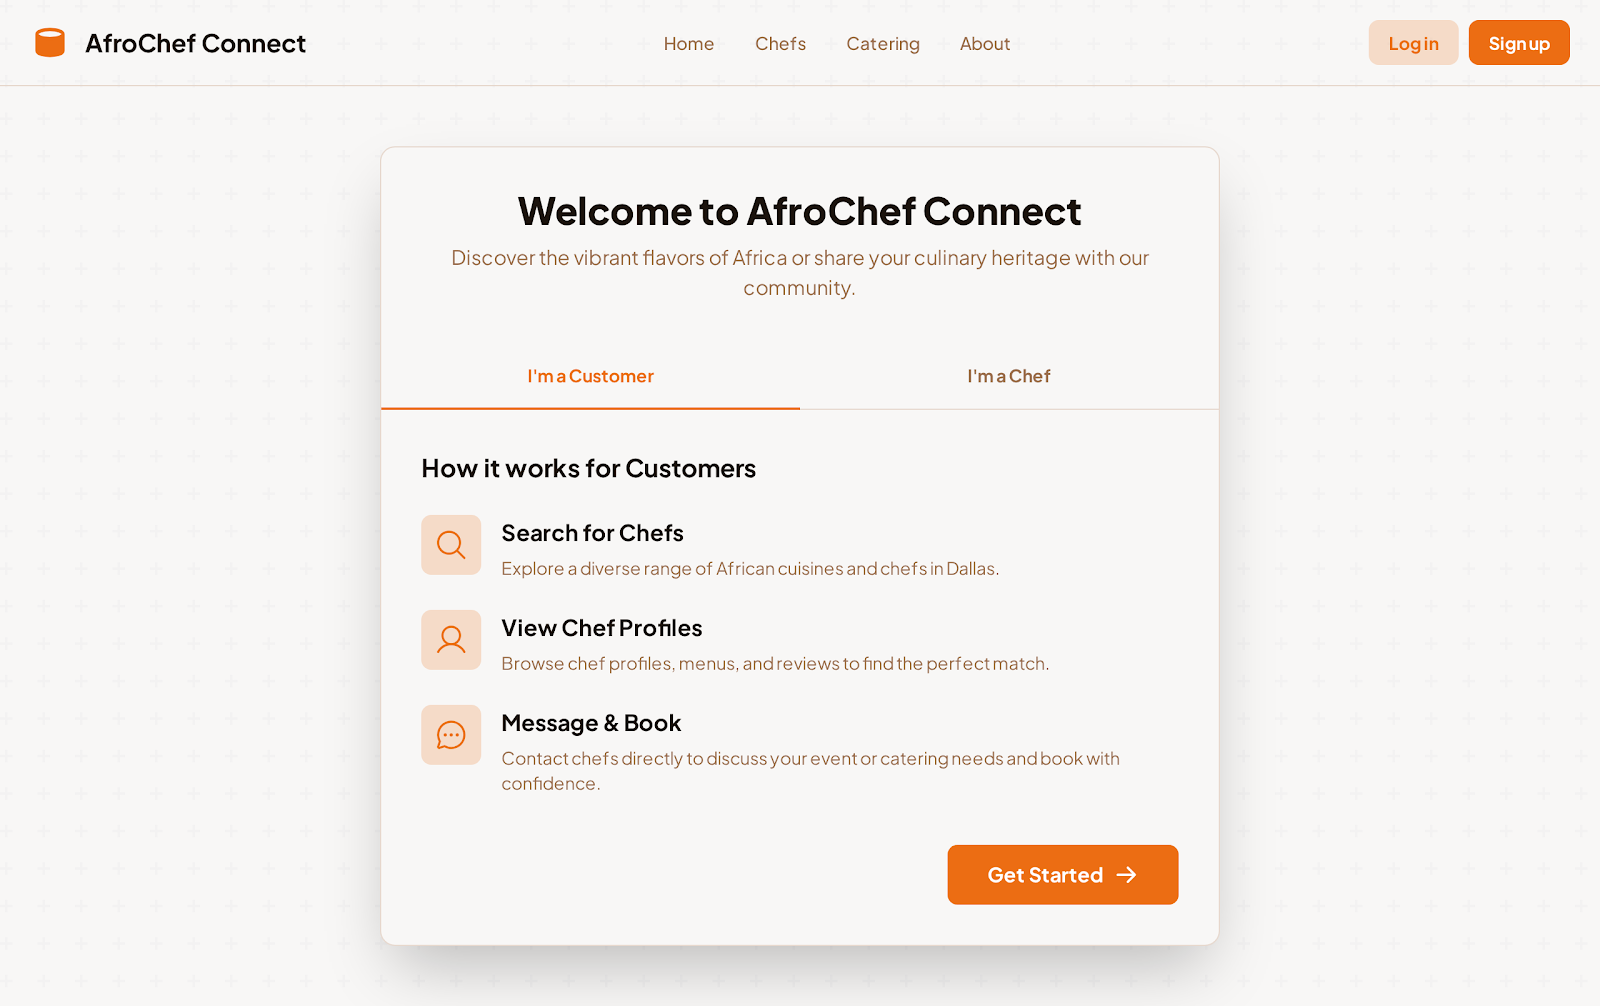 AfroChef Connect
Home
Chefs
Catering
About
Log in
Sign up
Welcome to AfroChef Connect
Discover the vibrant flavors of Africa or share your culinary heritage with our
community.
I'm a Customer
I'm a Chef
How it works for Customers
Search for Chefs
Explore a diverse range of African cuisines and chefs in Dallas.
View Chef Profiles
Browse chef profiles, menus, and reviews to find the perfect match.
Message & Book
Contact chefs directly to discuss your event or catering needs and book with
confidence.
Get Started